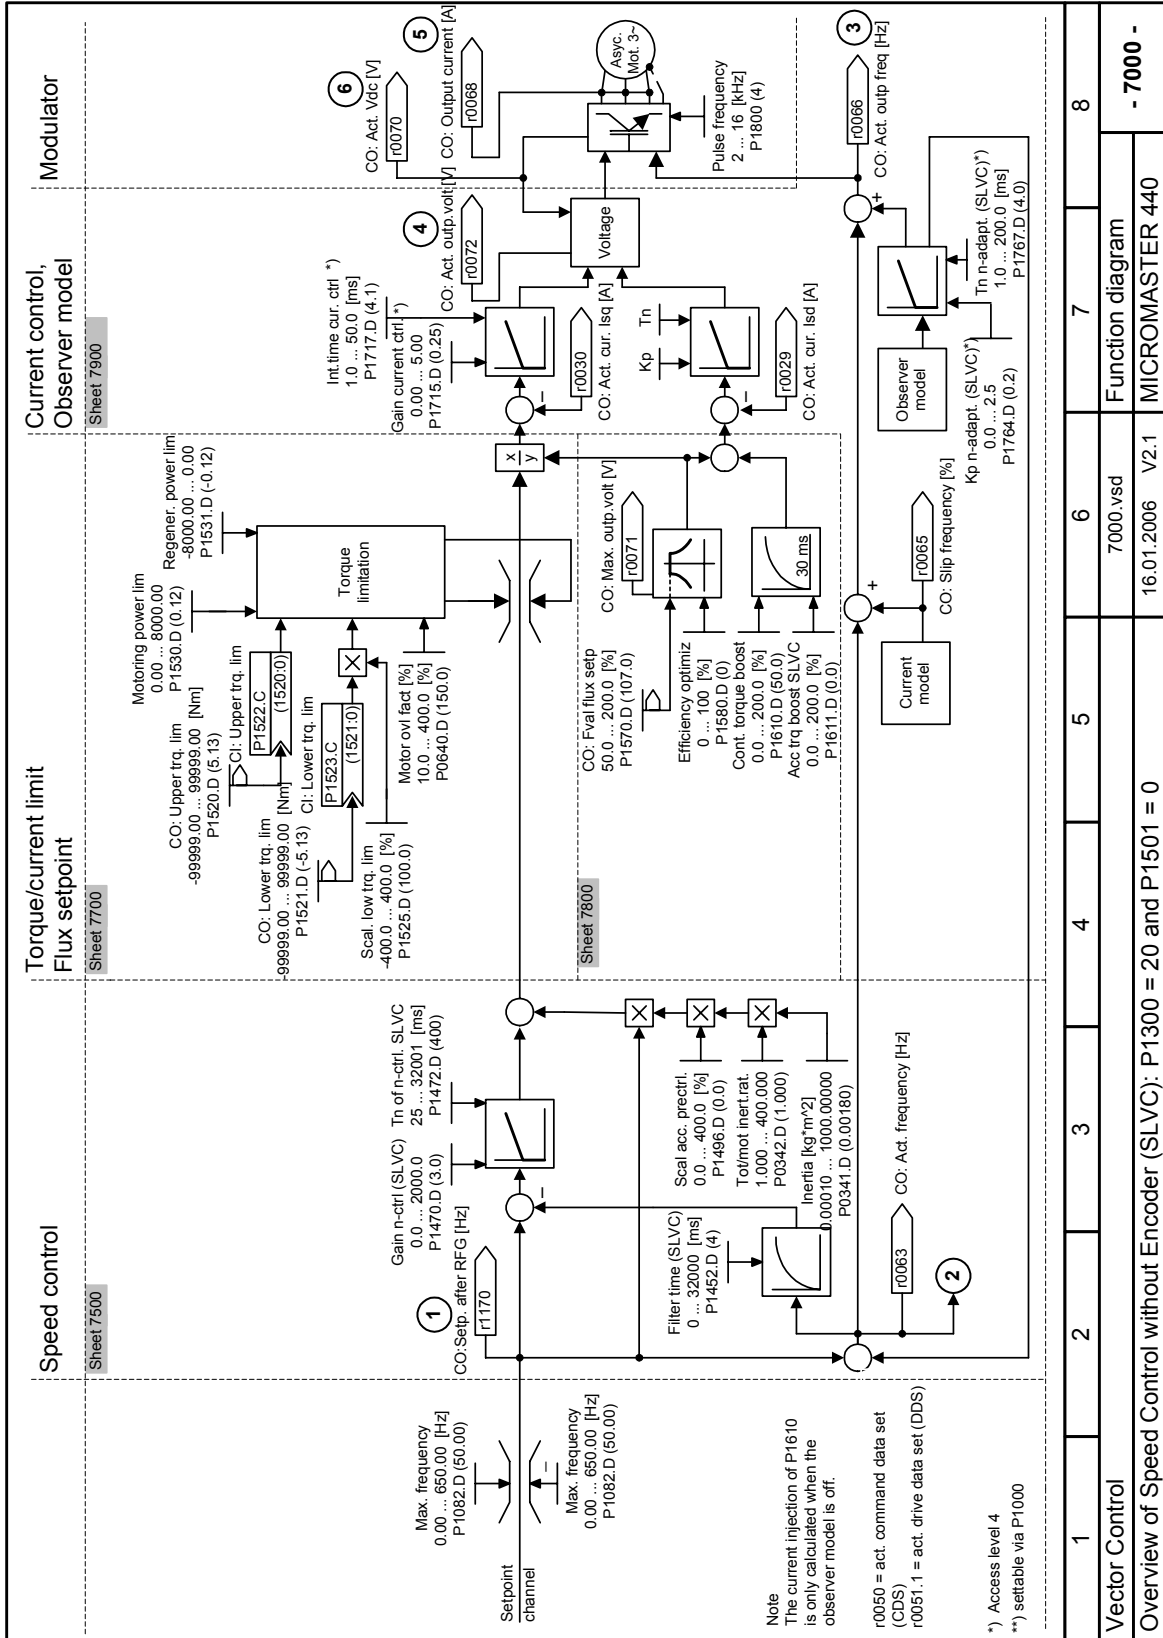 Speed control
Torque/current limit
Flux setpoint
Current control,
Observer model
Modulator
Sheet 7500
Sheet 7700
Sheet 7900
Setpoint
channel
Max. frequency
0.00 ... 650.00 [Hz]
P1082.D (50.00)
–
Max. frequency
0.00 ... 650.00 [Hz]
P1082.D (50.00)
1
CO:Setp. after RFG [Hz]
r1170
Gain n-ctrl (SLVC)
0.0 ... 2000.0
P1470.D (3.0)
Tn of n-ctrl. SLVC
25 ... 32001 [ms]
P1472.D (400)
–
Filter time (SLVC)
0 ... 32000 [ms]
P1452.D (4)
Scal acc. prectrl.
0.0 ... 400.0 [%]
P1496.D (0.0)
Tot/mot inert.rat.
1.000 ... 400.000
P0342.D (1.000)
Inertia [kg*m^2]
0.00010 ... 1000.00000
P0341.D (0.00180)
CO: Act. frequency [Hz]
r0063
2
CO: Upper trq. lim
-99999.00 ... 99999.00 [Nm]
P1520.D (5.13)
CI: Upper trq. lim
P1522.C
(1520:0)
CO: Lower trq. lim
-99999.00 ... 99999.00 [Nm]
P1521.D (-5.13)
CI: Lower trq. lim
P1523.C
(1521:0)
Scal. low trq. lim
-400.0 ... 400.0 [%]
P1525.D (100.0)
Motoring power lim
0.00 ... 8000.00
P1530.D (0.12)
Regener. power lim
-8000.00 ... 0.00
P1531.D (-0.12)
Torque
limitation
Motor ovl fact [%]
10.0 ... 400.0 [%]
P0640.D (150.0)
Sheet 7800
CO: Fval flux setp
50.0 ... 200.0 [%]
P1570.D (107.0)
CO: Max. outp.volt [V]
r0071
Efficiency optimiz
0 ... 100 [%]
P1580.D (0)
Cont. torque boost
0.0 ... 200.0 [%]
P1610.D (50.0)
Acc trq boost SLVC
0.0 ... 200.0 [%]
P1611.D (0.0)
30 ms
x
y
Int.time cur. ctrl *)
1.0 ... 50.0 [ms]
P1717.D (4.1)
Gain current ctrl. *)
0.00 ... 5.00
P1715.D (0.25)
–
r0030
CO: Act. cur. Isq [A]
Kp
Tn
–
r0029
CO: Act. cur. Isd [A]
Voltage
4
CO: Act. outp.volt[V]
r0072
6
CO: Act. Vdc [V]
r0070
5
CO: Output current [A]
r0068
Asyc.
Mot. 3~
Pulse frequency
2 ... 16 [kHz]
P1800 (4)
3
CO: Act. outp freq [Hz]
r0066
+
+
Current
model
r0065
CO: Slip frequency [%]
Observer
model
Kp n-adapt. (SLVC)*)
0.0 ... 2.5
P1764.D (0.2)
Tn n-adapt. (SLVC)*)
1.0 ... 200.0 [ms]
P1767.D (4.0)
Note
The current injection of P1610
is only calculated when the
observer model is off.
r0050 = act. command data set
(CDS)
r0051.1 = act. drive data set (DDS)
*) Access level 4
**) settable via P1000
1
2
3
4
5
6
7
8
Vector Control
7000.vsd
Function diagram
- 7000 -
Overview of Speed Control without Encoder (SLVC): P1300 = 20 and P1501 = 0
16.01.2006 V2.1
MICROMASTER 440